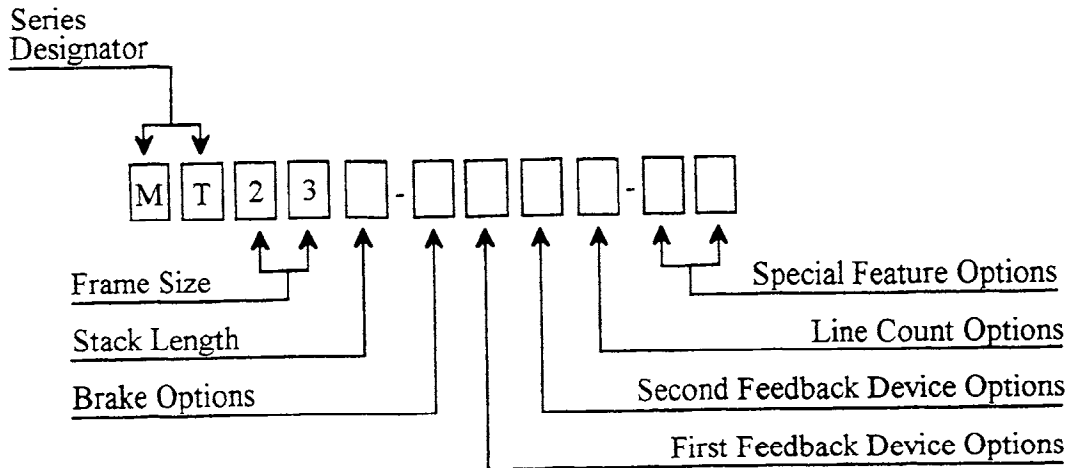 Series
Designator
M T 2 3 - -
Frame Size
Special Feature Options
Stack Length
Line Count Options
Brake Options
Second Feedback Device Options
First Feedback Device Options